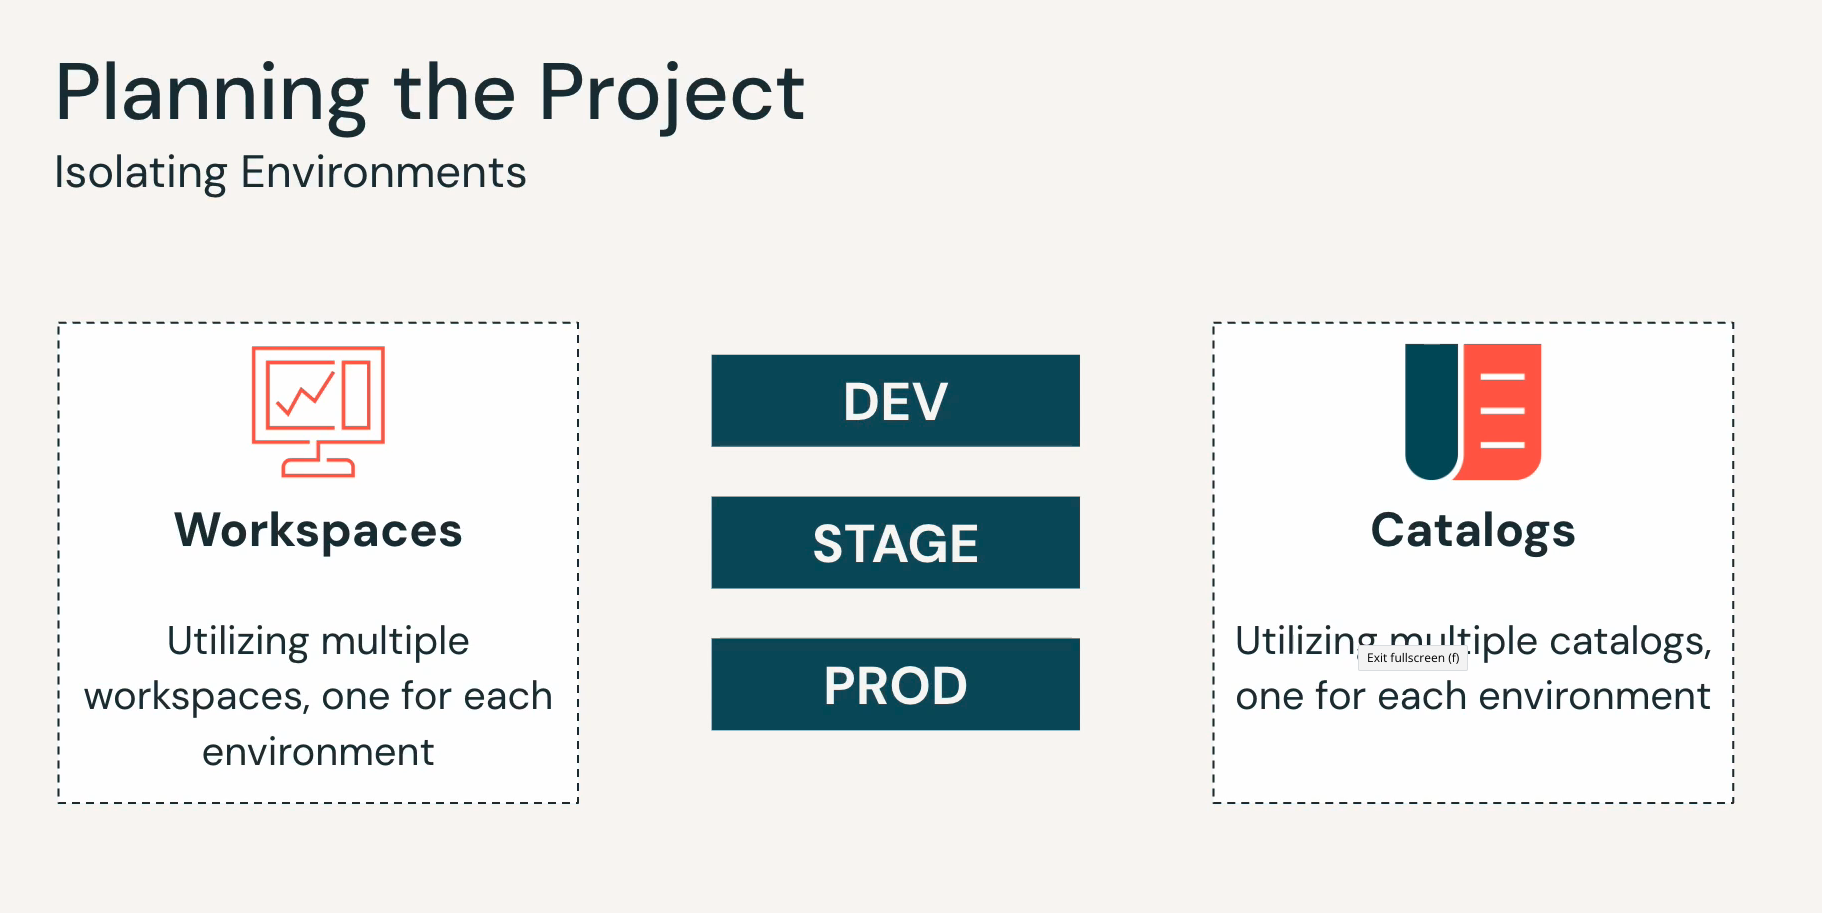 Planning the Project
Isolating Environments
Workspaces
Utilizing multiple
workspaces, one for each
environment
DEV
STAGE
PROD
Catalogs
Utilizing multiple catalogs,
Exit fullscreen (f)
one for each environment